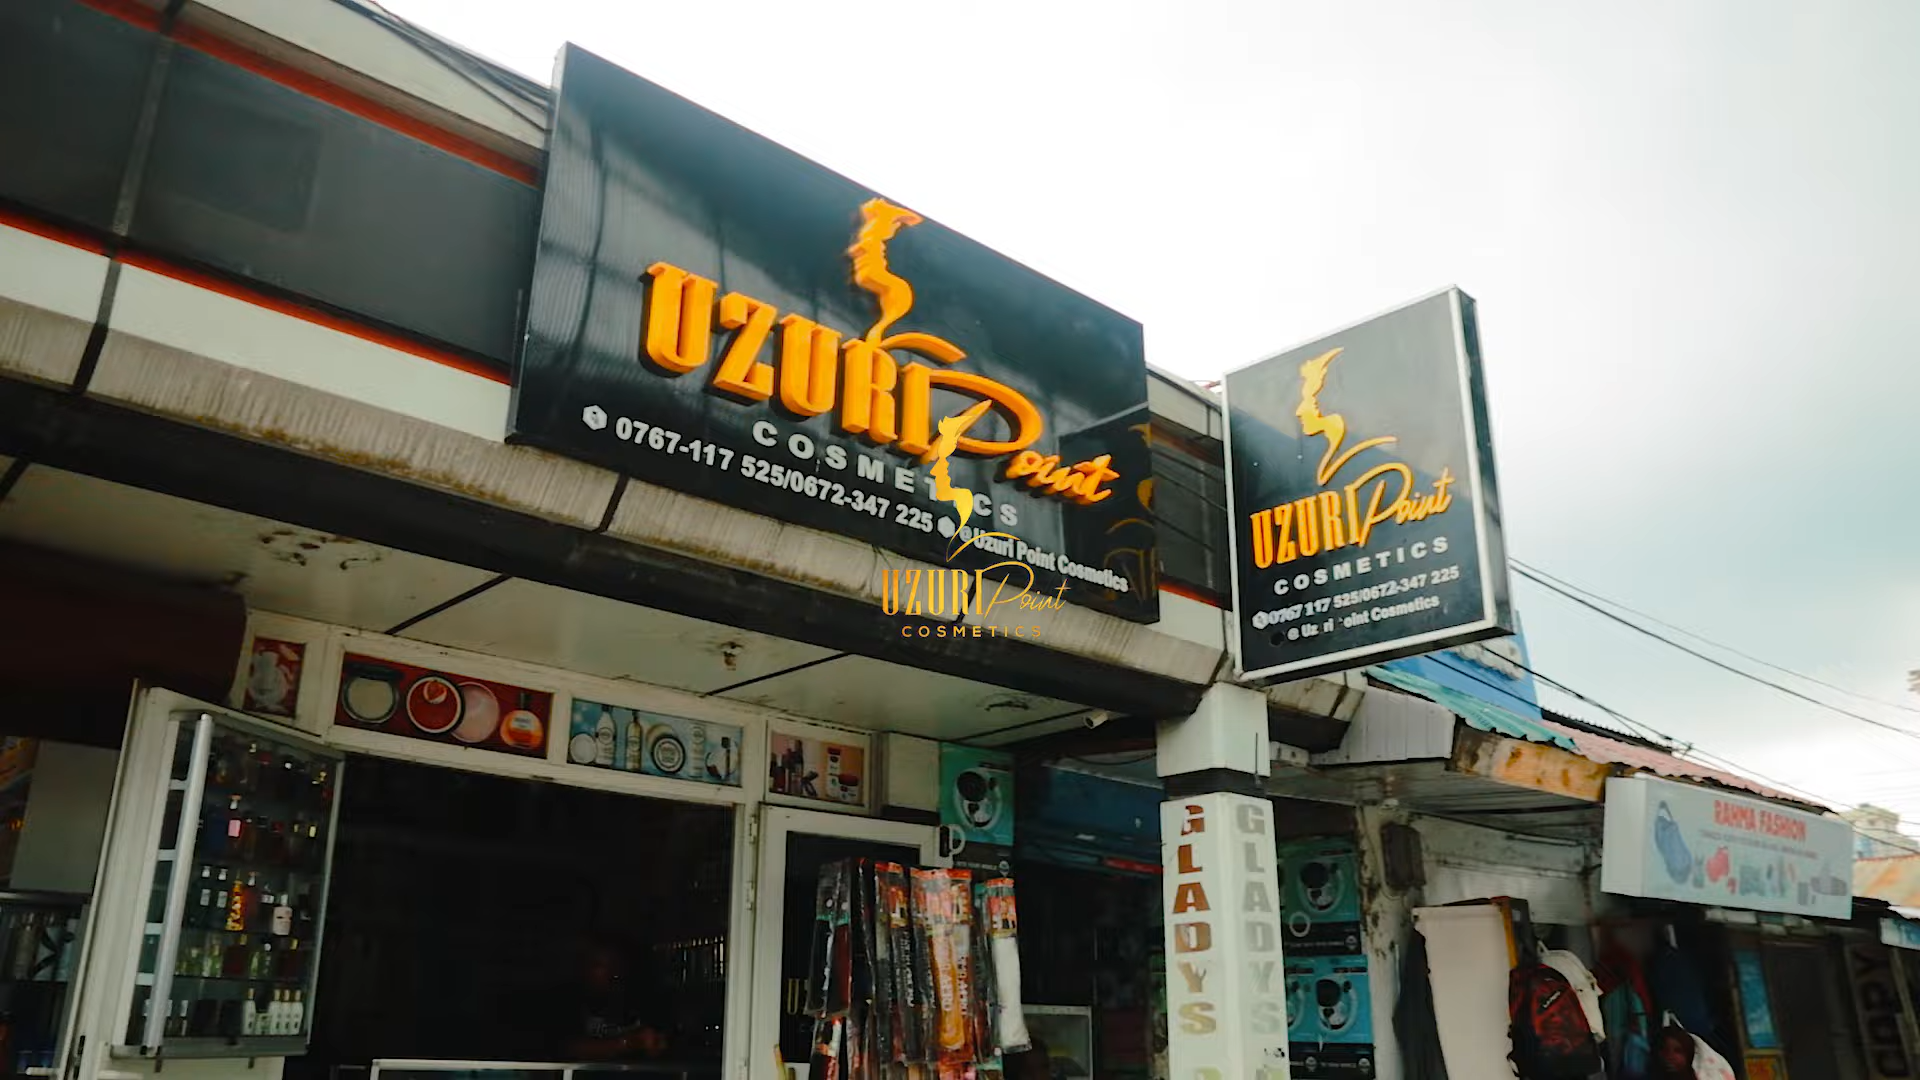 UZURI Point
COSMETICS
0767-117 525/0672-347 225 @Uzuri Point Cosmetics
UZURI Point
COSMETICS
UZURI Point
COSMETICS
0767 117 525/0672-347 225
@ Uz ri oint Cosmetics
GLADYS
GLADYS
RAHMA FASHION
COPY